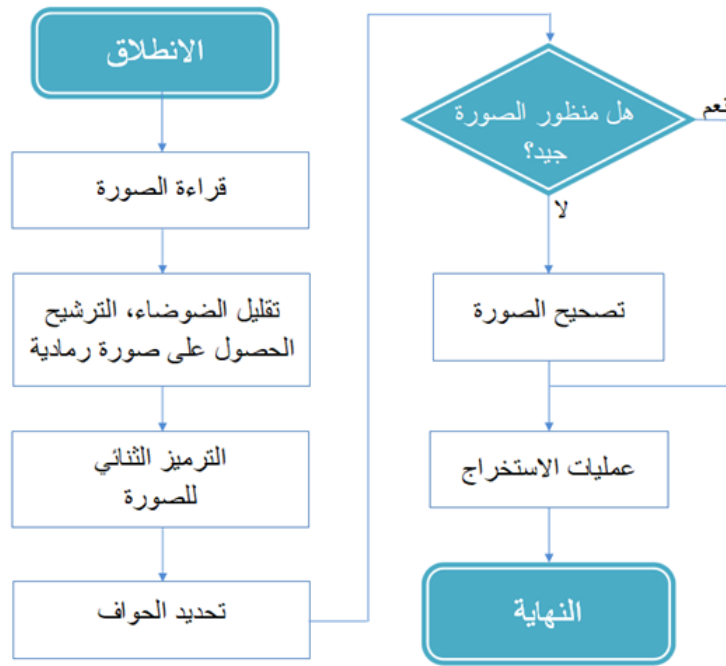 الانطلاق
قراءة الصورة
تقليل الضوضاء، الترشيح
الحصول على صورة رمادية
الترميز الثنائي
للصورة
تحديد الحواف
هل منظور الصورة
جيد؟
نعم
لا
تصحيح الصورة
عمليات الاستخراج
النهاية